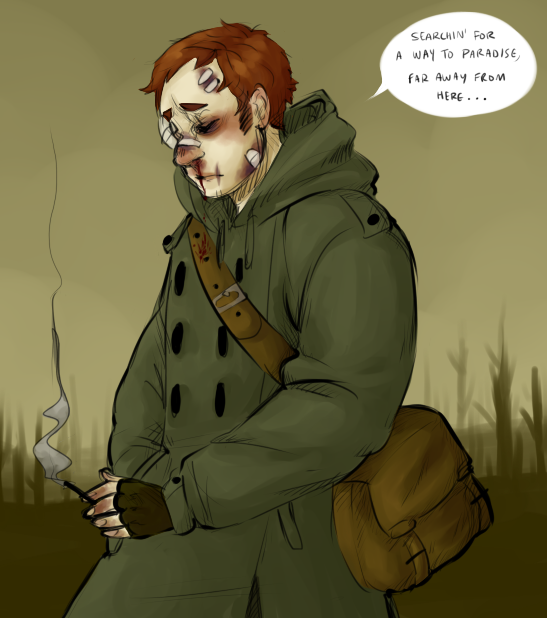 SEARCHIN' FOR
A WAY TO PARADISE,
FAR AWAY FROM
HERE...